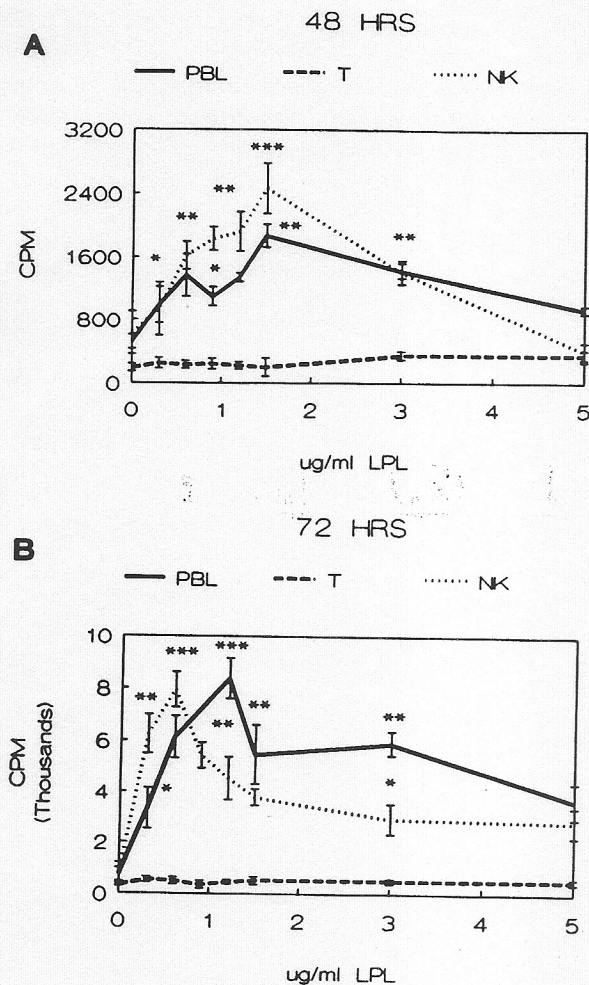 48 HRS
A
PBL T NK
3200
2400
1600
800
0
CPM
***
** **
* ** **
*
0 1 2 3 4 5
ug/ml LPL
72 HRS
B
PBL T NK
10
8
6
4
2
0
CPM
(Thousands)
*** ***
** ** ** **
* *
0 1 2 3 4 5
ug/ml LPL